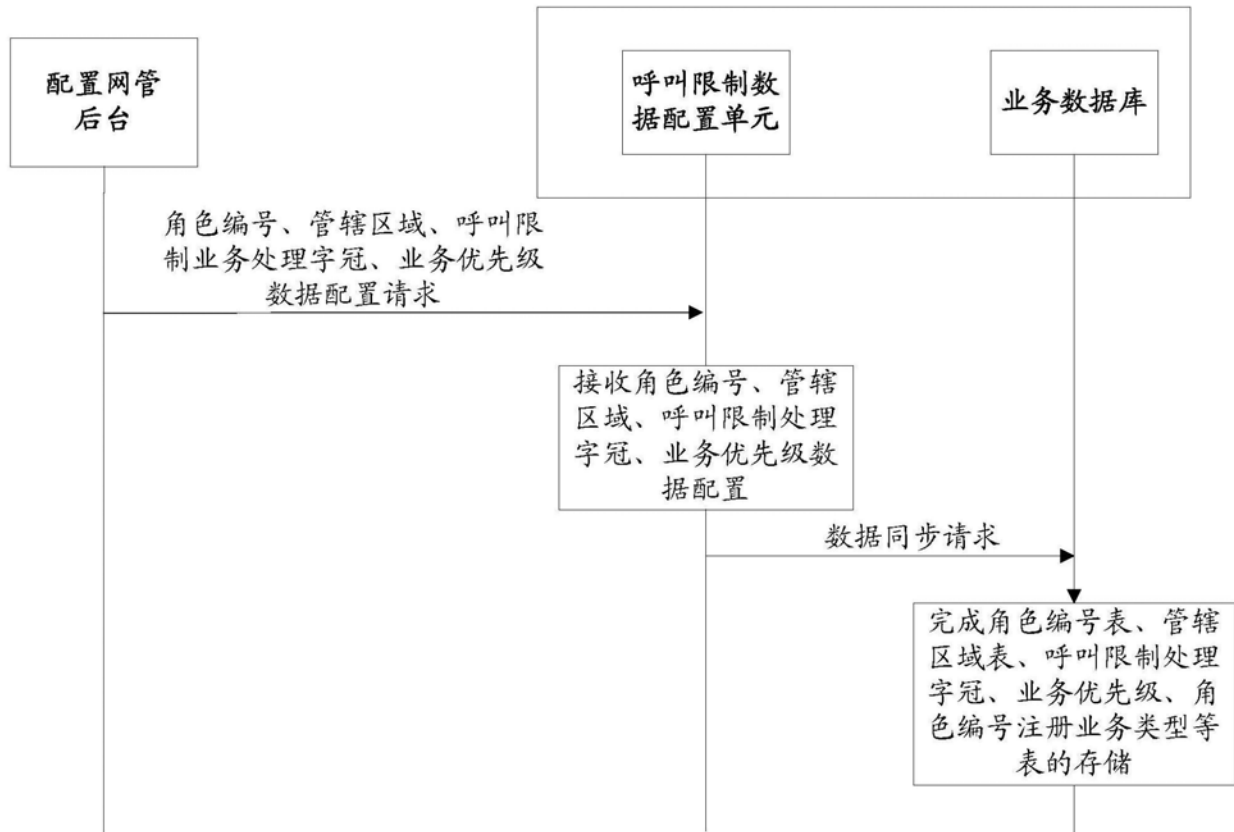 配置网管
后台
呼叫限制数
据配置单元
业务数据库
角色编号、管辖区域、呼叫限
制业务处理字冠、业务优先级
数据配置请求
接收角色编号、管辖
区域、呼叫限制处理
字冠、业务优先级数
据配置
数据同步请求
完成角色编号表、管辖
区域表、呼叫限制处理
字冠、业务优先级、角
色编号注册业务类型等
表的存储